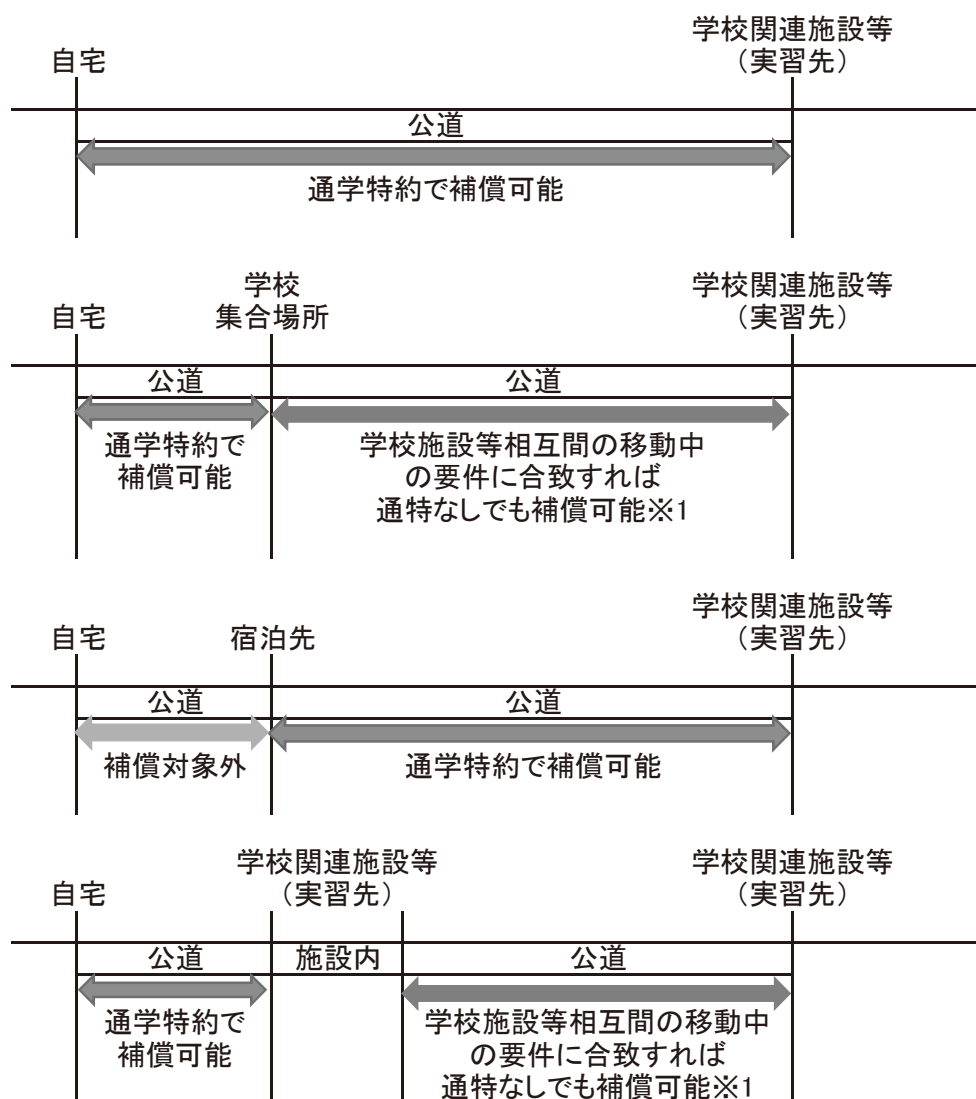 学校関連施設等
自宅
（実習先）
公道
通学特約で補償可能
学校
学校関連施設等
自宅
集合場所
（実習先）
公道
公道
通学特約で
補償可能
学校施設等相互間の移動中
の要件に合致すれば
通特なしでも補償可能※1
学校関連施設等
自宅
宿泊先
（実習先）
公道
公道
補償対象外
通学特約で補償可能
学校関連施設等
学校関連施設等
自宅
（実習先）
（実習先）
公道
施設内
公道
通学特約で
補償可能
学校施設等相互間の移動中
の要件に合致すれば
通特なしでも補償可能※1